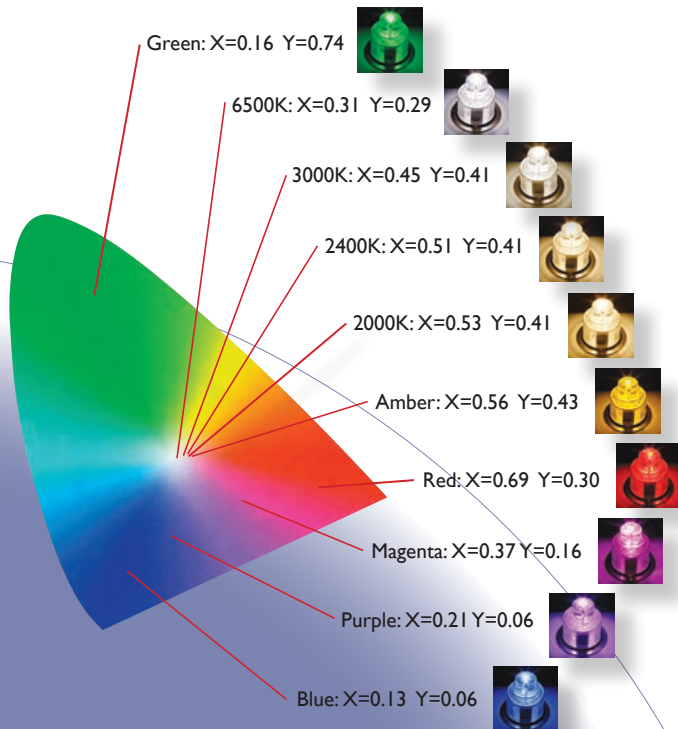 Green: X=0.16 Y=0.74
6500K: X=0.31 Y=0.29
3000K: X=0.45 Y=0.41
2400K: X=0.51 Y=0.41
2000K: X=0.53 Y=0.41
Amber: X=0.56 Y=0.43
Red: X=0.69 Y=0.30
Magenta: X=0.37 Y=0.16
Purple: X=0.21 Y=0.06
Blue: X=0.13 Y=0.06